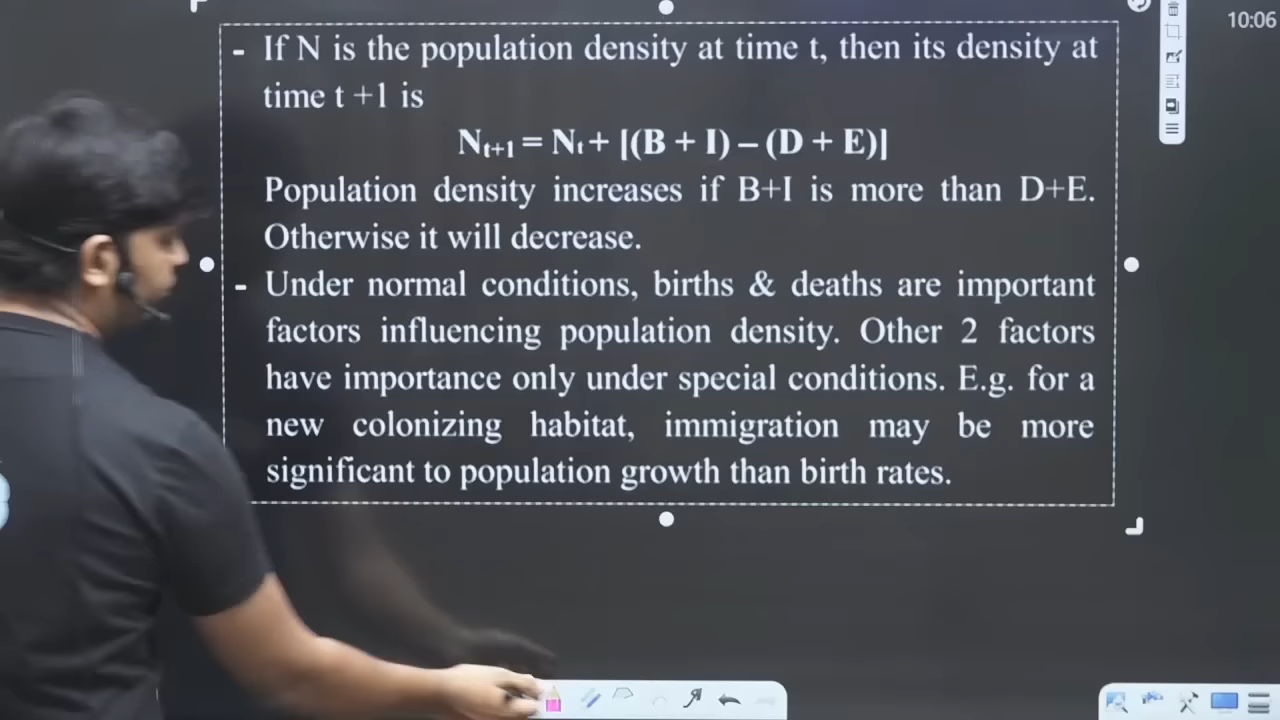 10:06
- If N is the population density at time t, then its density at
time t +1 is
Nt+1 = Nt + [(B + I) – (D + E)]
Population density increases if B+I is more than D+E.
Otherwise it will decrease.
- Under normal conditions, births & deaths are important
factors influencing population density. Other 2 factors
have importance only under special conditions. E.g. for a
new colonizing habitat, immigration may be more
significant to population growth than birth rates.